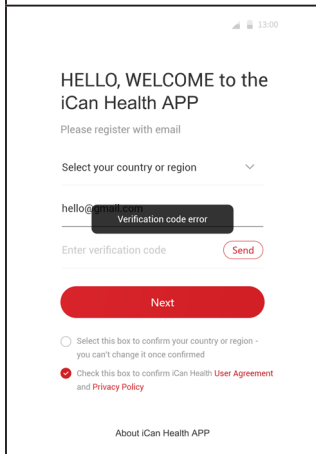 13:00
HELLO, WELCOME to the
iCan Health APP
Please register with email
Select your country or region
hello@gmail.com
Verification code error
Enter verification code
Send
Next
Select this box to confirm your country or region -
you can't change it once confirmed
Check this box to confirm iCan Health User Agreement
and Privacy Policy
About iCan Health APP